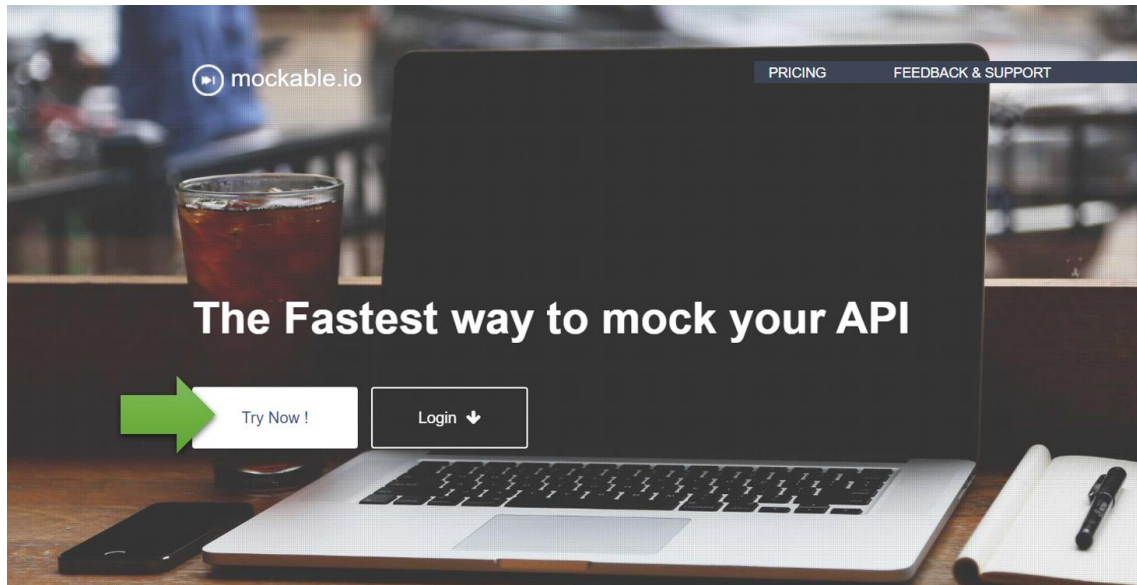 mockable.io
PRICING FEEDBACK & SUPPORT
The Fastest way to mock your API
Try Now !
Login